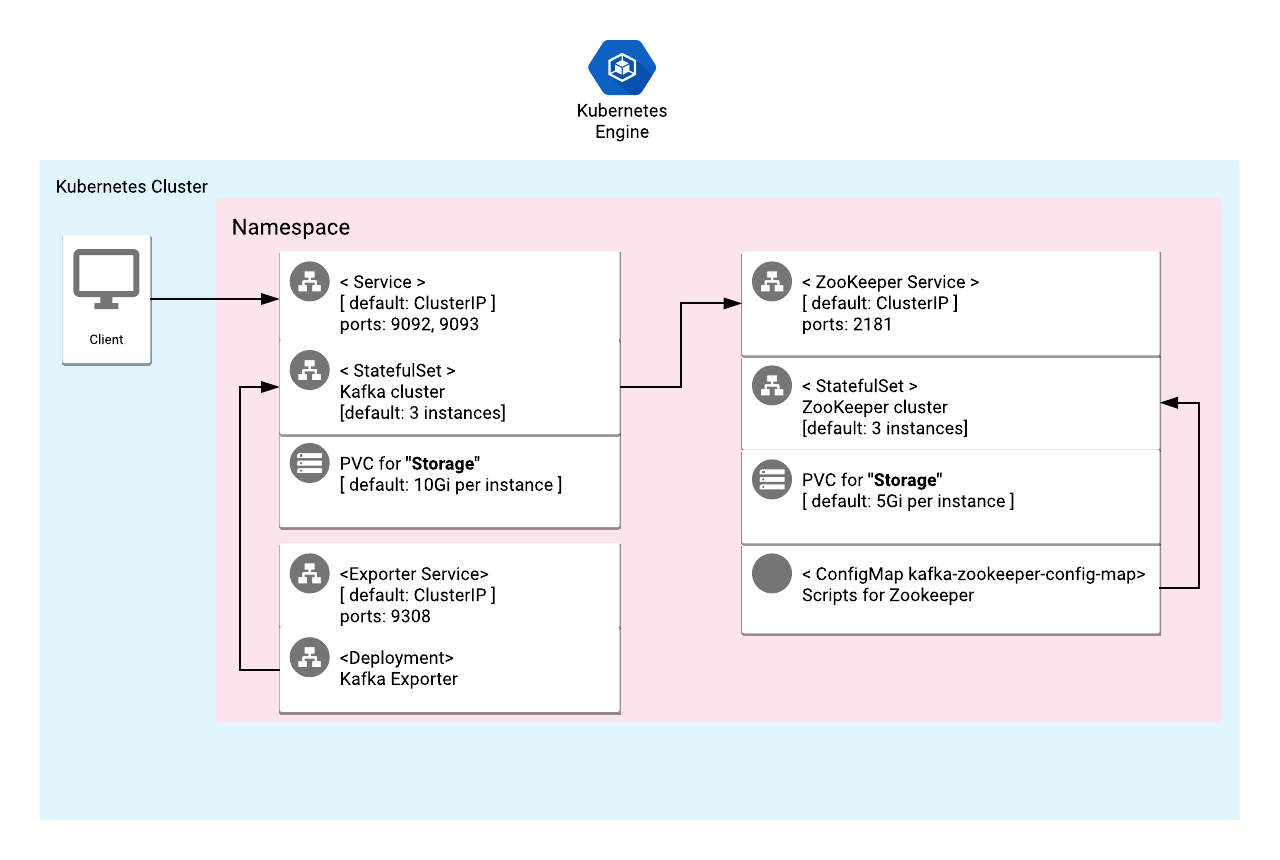 Kubernetes
Engine
Kubernetes Cluster
Namespace
Client
< Service >
[ default: ClusterIP ]
ports: 9092, 9093
< StatefulSet >
Kafka cluster
[default: 3 instances]
PVC for "Storage"
[ default: 10Gi per instance ]
<Exporter Service>
[ default: ClusterIP ]
ports: 9308
<Deployment>
Kafka Exporter
< ZooKeeper Service >
[ default: ClusterIP ]
ports: 2181
< StatefulSet >
ZooKeeper cluster
[default: 3 instances]
PVC for "Storage"
[ default: 5Gi per instance ]
< ConfigMap kafka-zookeeper-config-map>
Scripts for Zookeeper